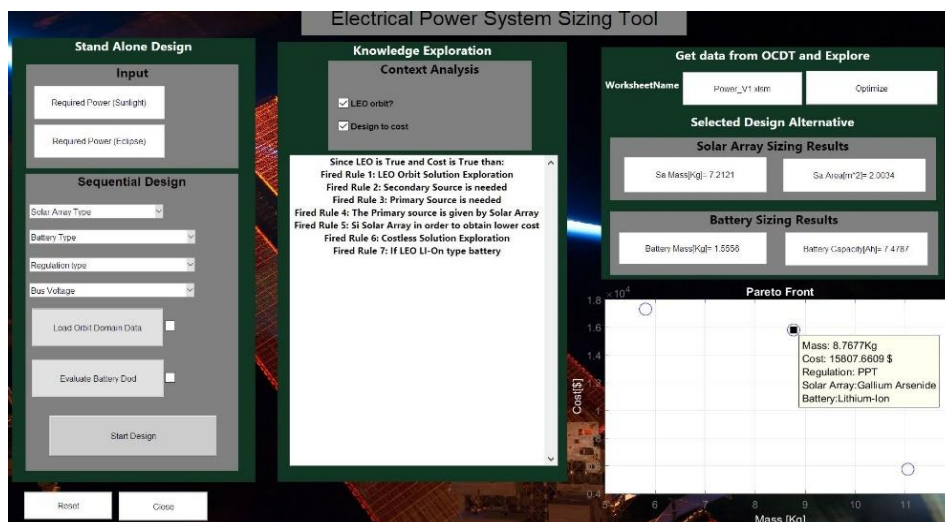 Electrical Power System Sizing Tool
Stand Alone Design
Input
Required Power (Sunlight)
Required Power (Eclipse)
Sequential Design
Solar Array Type
Battery Type
Regulation type
Bus Voltage
Load Orbit Domain Data
Evaluate Battery Dod
Start Design
Reset
Close
Knowledge Exploration
Context Analysis
LEO orbit?
Design to cost
Since LEO is True and Cost is True than:
Fired Rule 1: LEO Orbit Solution Exploration
Fired Rule 2: Secondary Source is needed
Fired Rule 3: Primary Source is needed
Fired Rule 4: The Primary source is given by Solar Array
Fired Rule 5: Si Solar Array in order to obtain lower cost
Fired Rule 6: Costless Solution Exploration
Fired Rule 7: If LEO LI-On type battery
Get data from OCDT and Explore
WorksheetName
Power_V1.xlsm
Optimize
Selected Design Alternative
Solar Array Sizing Results
Sa Mass[Kg]= 7.2121
Sa Area[m^2]= 2.0034
Battery Sizing Results
Battery Mass[Kg]= 1.5556
Battery Capacity[Ah]= 7.4787
Pareto Front
× 10^4
1.8
1.6
1.4
1.2
0.4
Cost[$]
Mass: 8.7677Kg
Cost: 15807.6609 $
Regulation: PPT
Solar Array:Gallium Arsenide
Battery:Lithium-Ion
6
7
8
9
10
11
Mass [Kg]